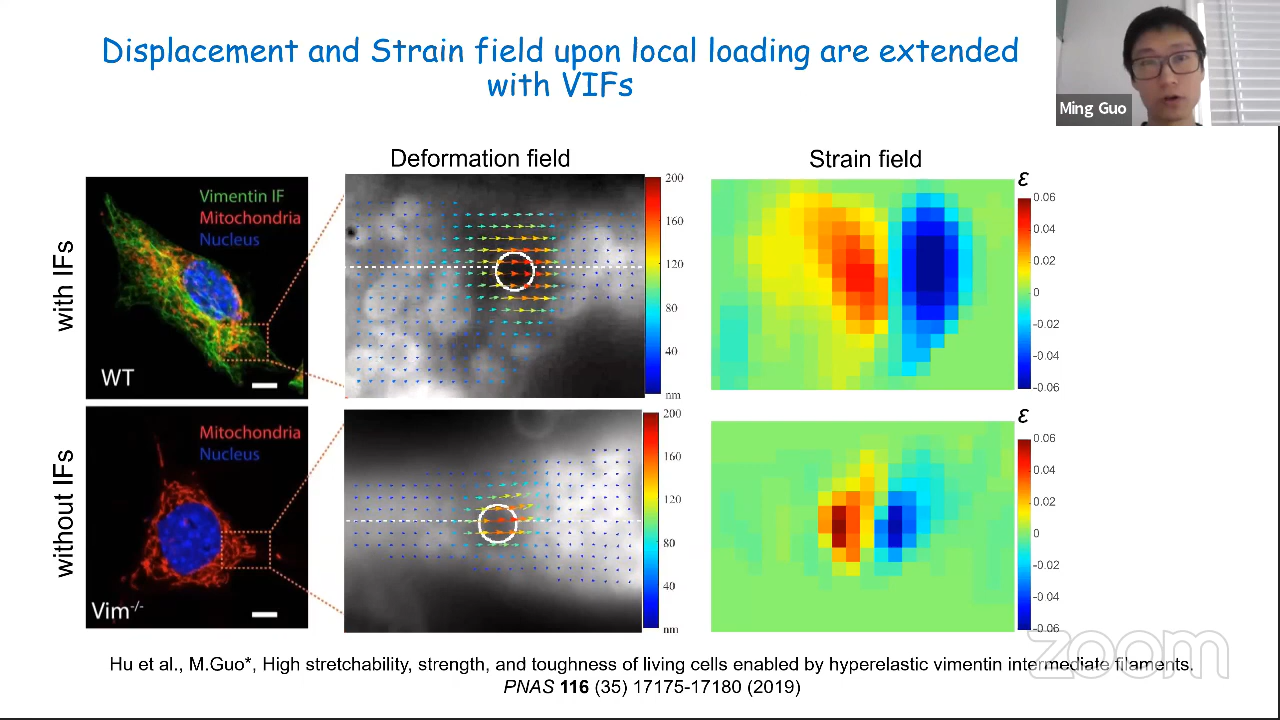 Displacement and Strain field upon local loading are extended
with VIFs
Ming Guo
Deformation field
Strain field
with IFs
Vimentin IF
Mitochondria
Nucleus
WT
200
160
120
80
40
nm
ε
0.06
0.04
0.02
0
-0.02
-0.04
-0.06
without IFs
Mitochondria
Nucleus
Vim-/-
200
160
120
80
40
nm
ε
0.06
0.04
0.02
0
-0.02
-0.04
-0.06
zoom
Hu et al., M.Guo*, High stretchability, strength, and toughness of living cells enabled by hyperelastic vimentin intermediate filaments.
PNAS 116 (35) 17175-17180 (2019)